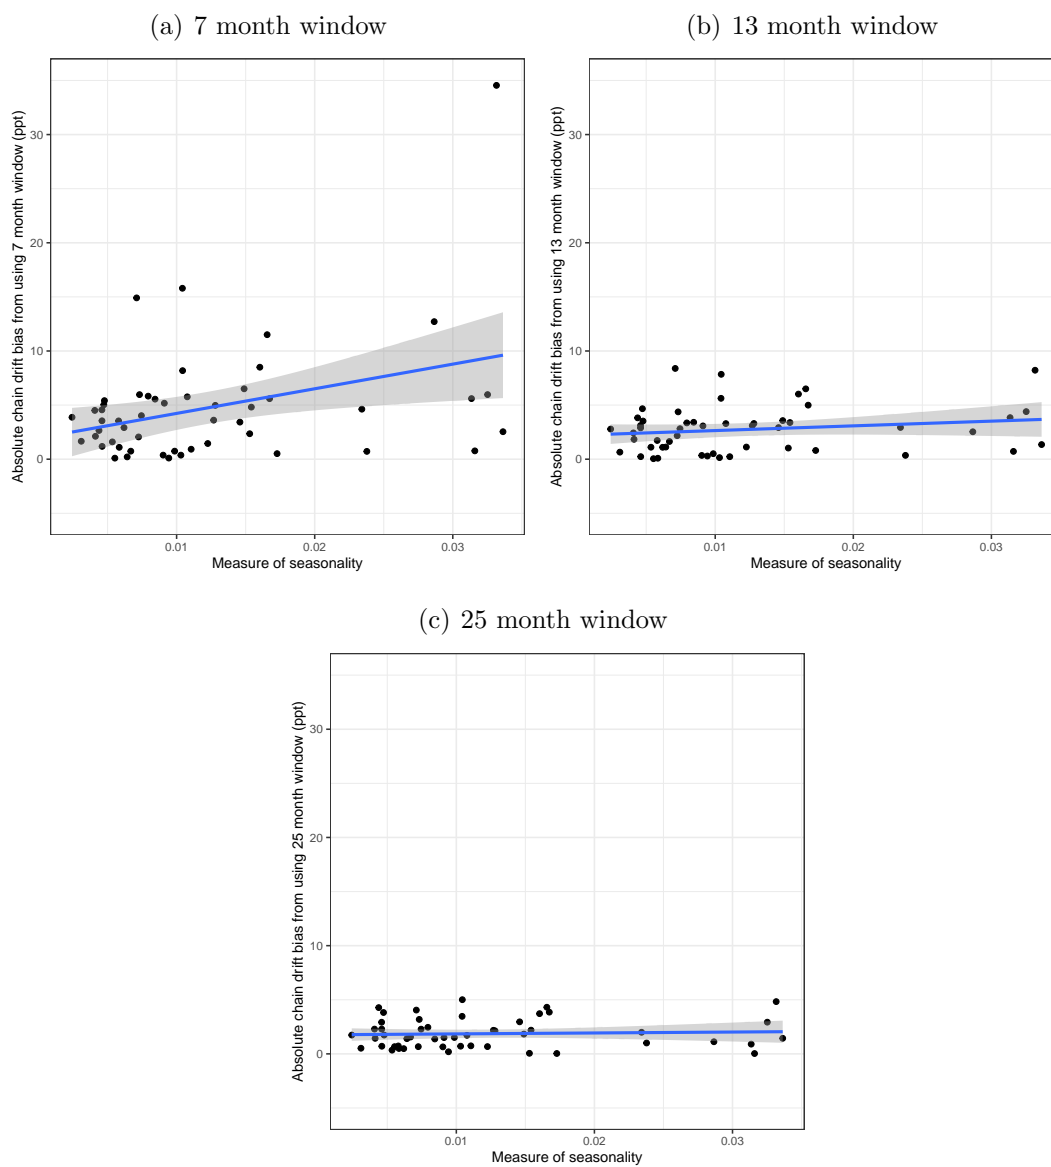 (a) 7 month window
Absolute chain drift bias from using 7 month window (ppt)
30
20
10
0
0.01 0.02 0.03
Measure of seasonality
(b) 13 month window
Absolute chain drift bias from using 13 month window (ppt)
30
20
10
0
0.01 0.02 0.03
Measure of seasonality
(c) 25 month window
Absolute chain drift bias from using 25 month window (ppt)
30
20
10
0
0.01 0.02 0.03
Measure of seasonality